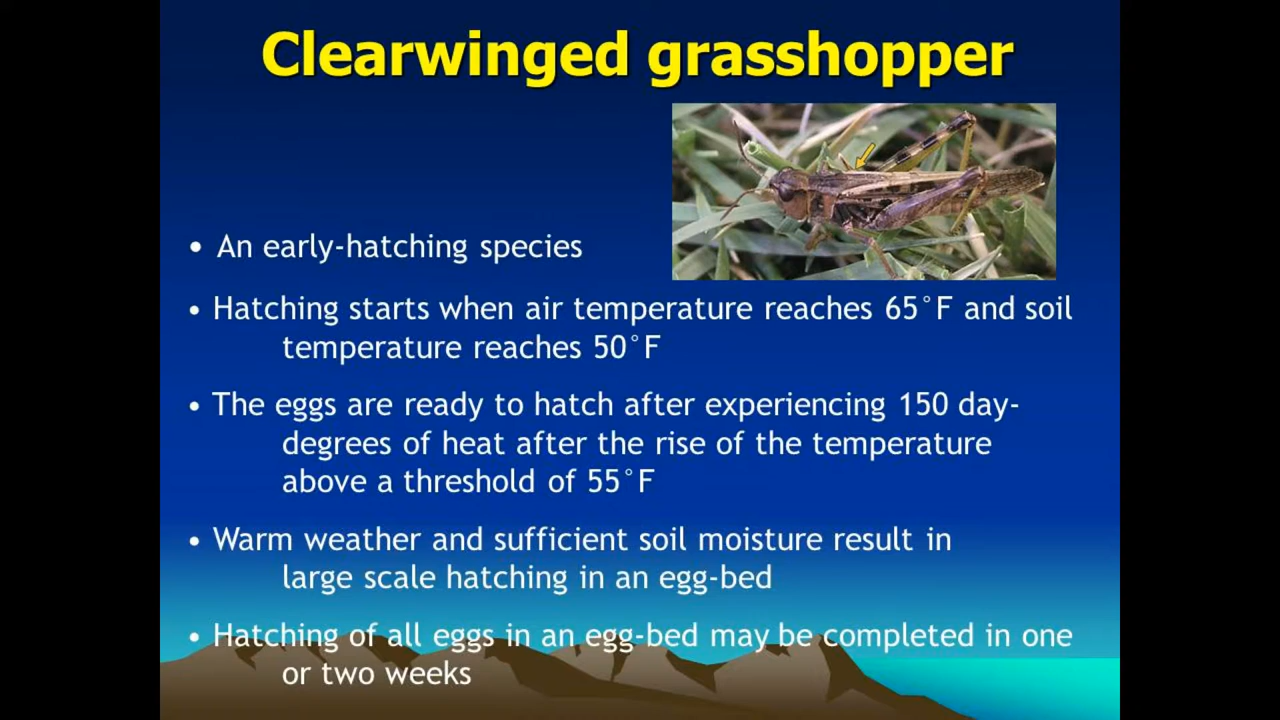 Clearwinged grasshopper
• An early-hatching species
• Hatching starts when air temperature reaches 65°F and soil
temperature reaches 50°F
• The eggs are ready to hatch after experiencing 150 day-
degrees of heat after the rise of the temperature
above a threshold of 55°F
• Warm weather and sufficient soil moisture result in
large scale hatching in an egg-bed
• Hatching of all eggs in an egg-bed may be completed in one
or two weeks